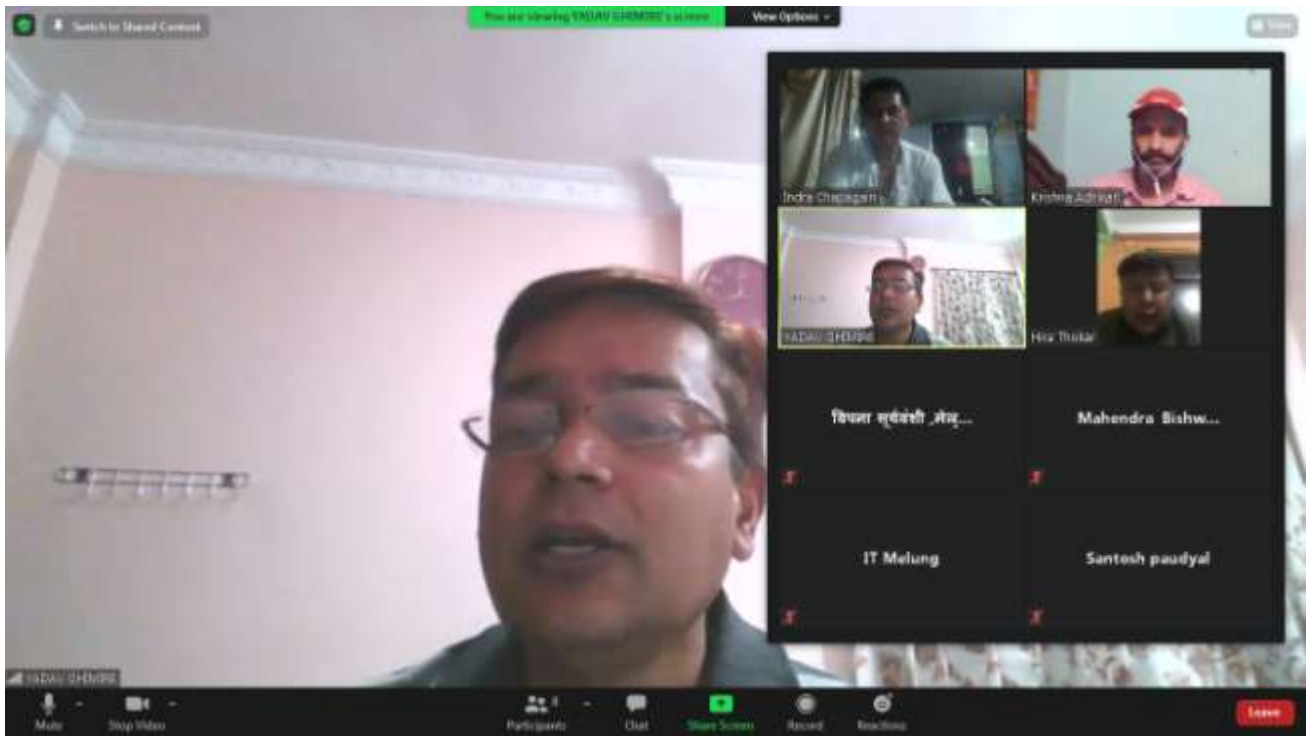 Switch to Shared Content
You are viewing YADAV GHIMIRE's screen
View Options
View
Indra Chapagain
Krishna Adhikari
YADAV GHIMIRE
Hira Thokar
सूर्यवंशी
Mahendra Bishw...
IT Melung
Santosh paudyal
YADAV GHIMIRE
Mute
Stop Video
Participants
Chat
Share Screen
Record
Reactions
Leave